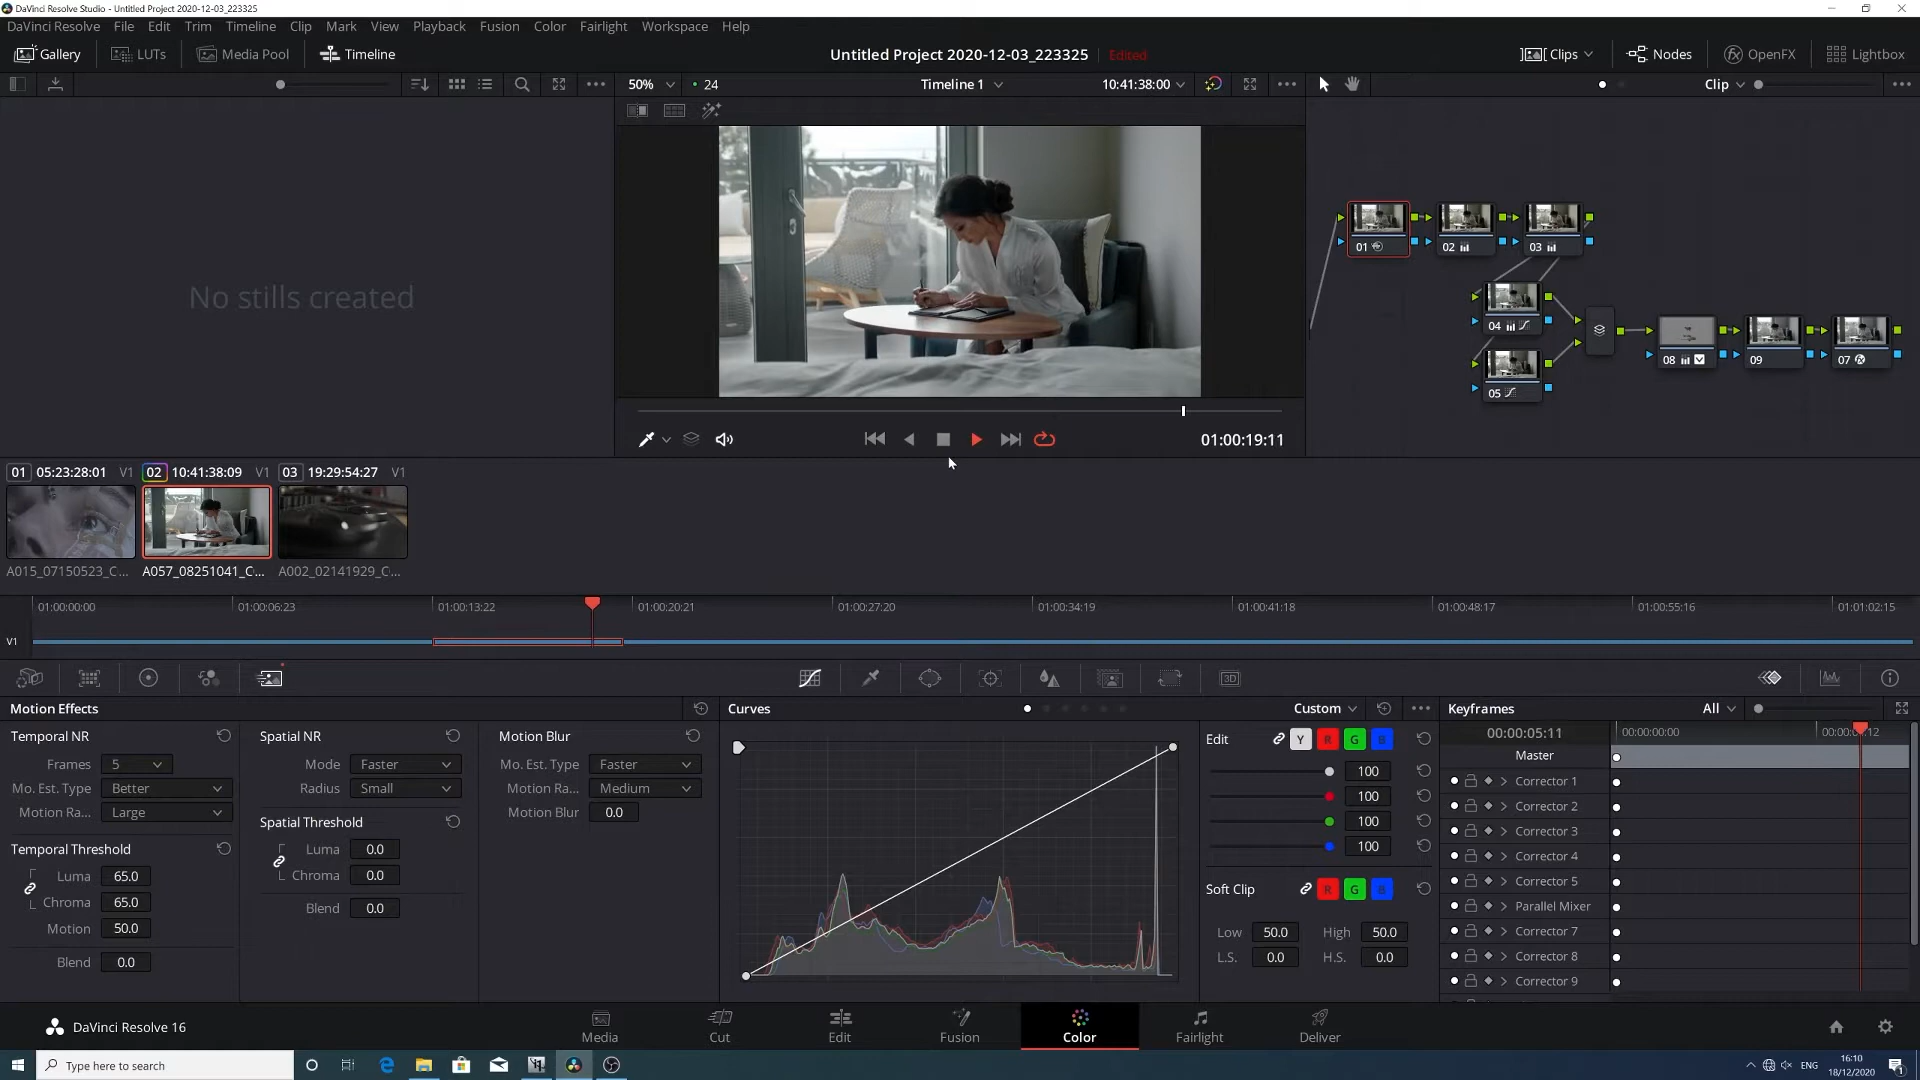 DaVinci Resolve Studio - Untitled Project 2020-12-03_223325
DaVinci Resolve File Edit Trim Timeline Clip Mark View Playback Fusion Color Fairlight Workspace Help
Gallery LUTs Media Pool Timeline Untitled Project 2020-12-03_223325 Edited Clips Nodes OpenFX Lightbox
50% 24 Timeline 1 10:41:38:00 Clip
No stills created
01 02 03
04
05
08 09 07
01:00:19:11
01 05:23:28:01 V1 02 10:41:38:09 V1 03 19:29:54:27 V1
A015_07150523_C... A057_08251041_C... A002_02141929_C...
01:00:00:00 01:00:06:23 01:00:13:22 01:00:20:21 01:00:27:20 01:00:34:19 01:00:41:18 01:00:48:17 01:00:55:16 01:01:02:15
V1
3D
Motion Effects Curves Custom Keyframes All
Temporal NR Spatial NR Motion Blur Edit Y R G B 00:00:05:11 00:00:00:00
Frames 5 Mode Faster Mo. Est. Type Faster
Mo. Est. Type Better Radius Small Motion Ra... Medium
Motion Ra... Large Motion Blur 0.0
Spatial Threshold
Temporal Threshold Luma 0.0
Luma 65.0 Chroma 0.0
Chroma 65.0
Motion 50.0 Blend 0.0
Blend 0.0
100
100
100
100
Soft Clip R G B
Low 50.0 High 50.0
L.S. 0.0 H.S. 0.0
Master
Corrector 1
Corrector 2
Corrector 3
Corrector 4
Corrector 5
Parallel Mixer
Corrector 7
Corrector 8
Corrector 9
DaVinci Resolve 16 Media Cut Edit Fusion Color Fairlight Deliver
Type here to search ENG 16:10
18/12/2020